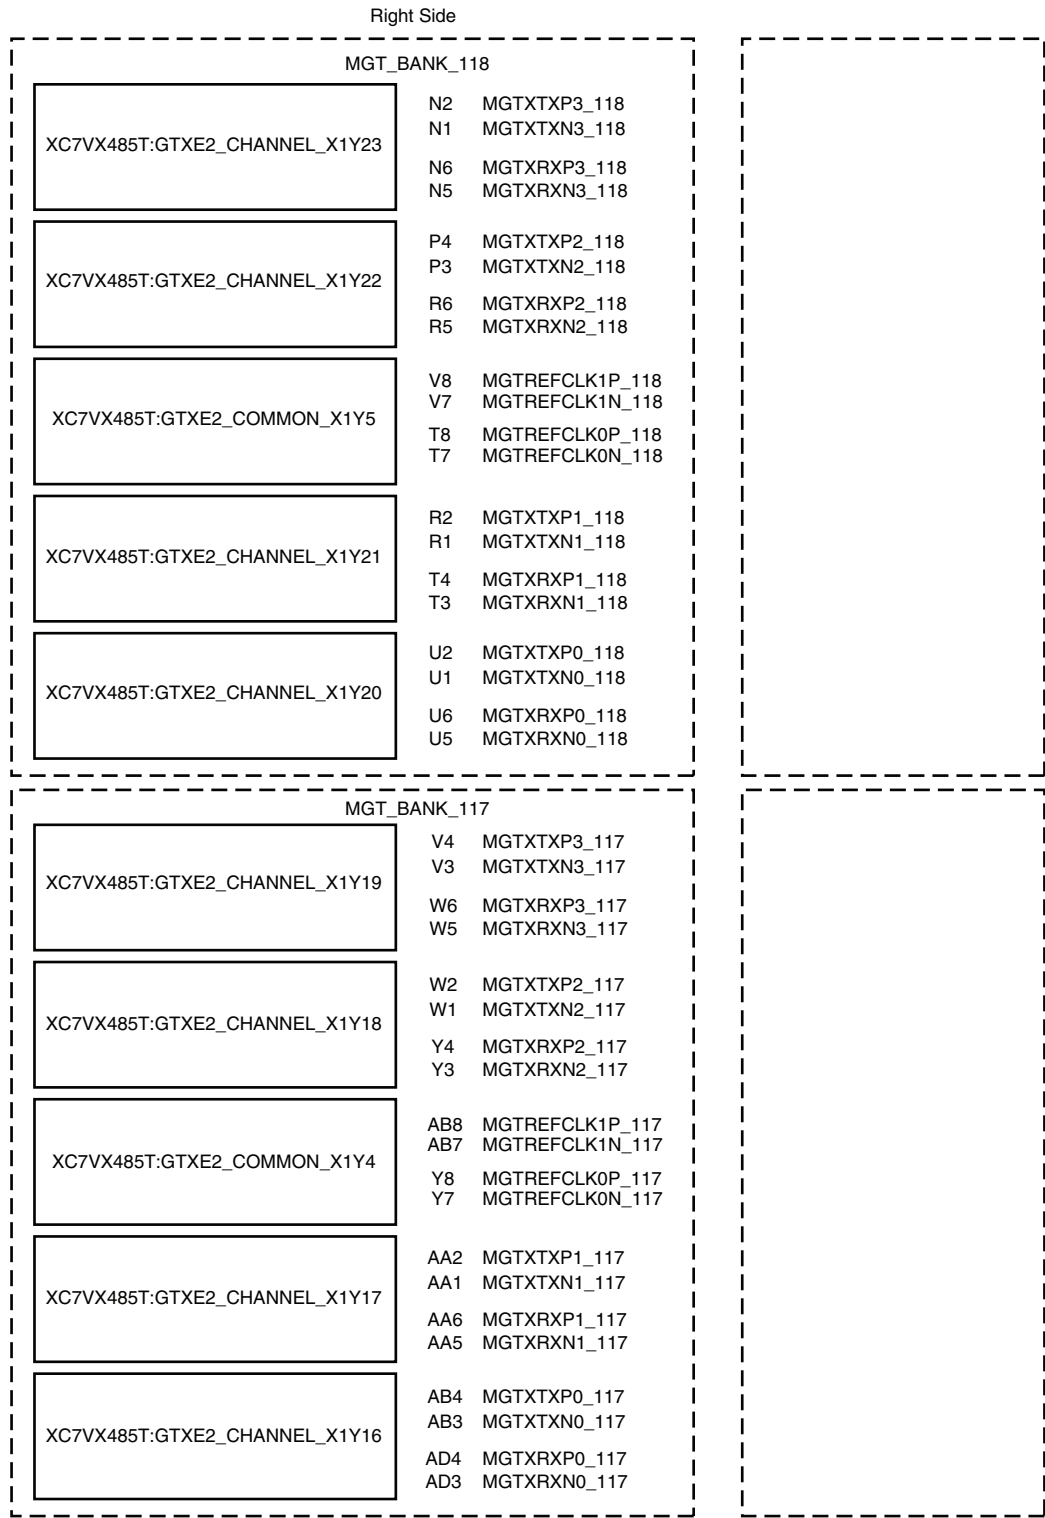 Right Side
MGT_BANK_118
XC7VX485T:GTXE2_CHANNEL_X1Y23
N2 MGTXTXP3_118
N1 MGTXTXN3_118
N6 MGTXRXP3_118
N5 MGTXRXN3_118
XC7VX485T:GTXE2_CHANNEL_X1Y22
P4 MGTXTXP2_118
P3 MGTXTXN2_118
R6 MGTXRXP2_118
R5 MGTXRXN2_118
XC7VX485T:GTXE2_COMMON_X1Y5
V8 MGTREFCLK1P_118
V7 MGTREFCLK1N_118
T8 MGTREFCLK0P_118
T7 MGTREFCLK0N_118
XC7VX485T:GTXE2_CHANNEL_X1Y21
R2 MGTXTXP1_118
R1 MGTXTXN1_118
T4 MGTXRXP1_118
T3 MGTXRXN1_118
XC7VX485T:GTXE2_CHANNEL_X1Y20
U2 MGTXTXP0_118
U1 MGTXTXN0_118
U6 MGTXRXP0_118
U5 MGTXRXN0_118
MGT_BANK_117
XC7VX485T:GTXE2_CHANNEL_X1Y19
V4 MGTXTXP3_117
V3 MGTXTXN3_117
W6 MGTXRXP3_117
W5 MGTXRXN3_117
XC7VX485T:GTXE2_CHANNEL_X1Y18
W2 MGTXTXP2_117
W1 MGTXTXN2_117
Y4 MGTXRXP2_117
Y3 MGTXRXN2_117
XC7VX485T:GTXE2_COMMON_X1Y4
AB8 MGTREFCLK1P_117
AB7 MGTREFCLK1N_117
Y8 MGTREFCLK0P_117
Y7 MGTREFCLK0N_117
XC7VX485T:GTXE2_CHANNEL_X1Y17
AA2 MGTXTXP1_117
AA1 MGTXTXN1_117
AA6 MGTXRXP1_117
AA5 MGTXRXN1_117
XC7VX485T:GTXE2_CHANNEL_X1Y16
AB4 MGTXTXP0_117
AB3 MGTXTXN0_117
AD4 MGTXRXP0_117
AD3 MGTXRXN0_117